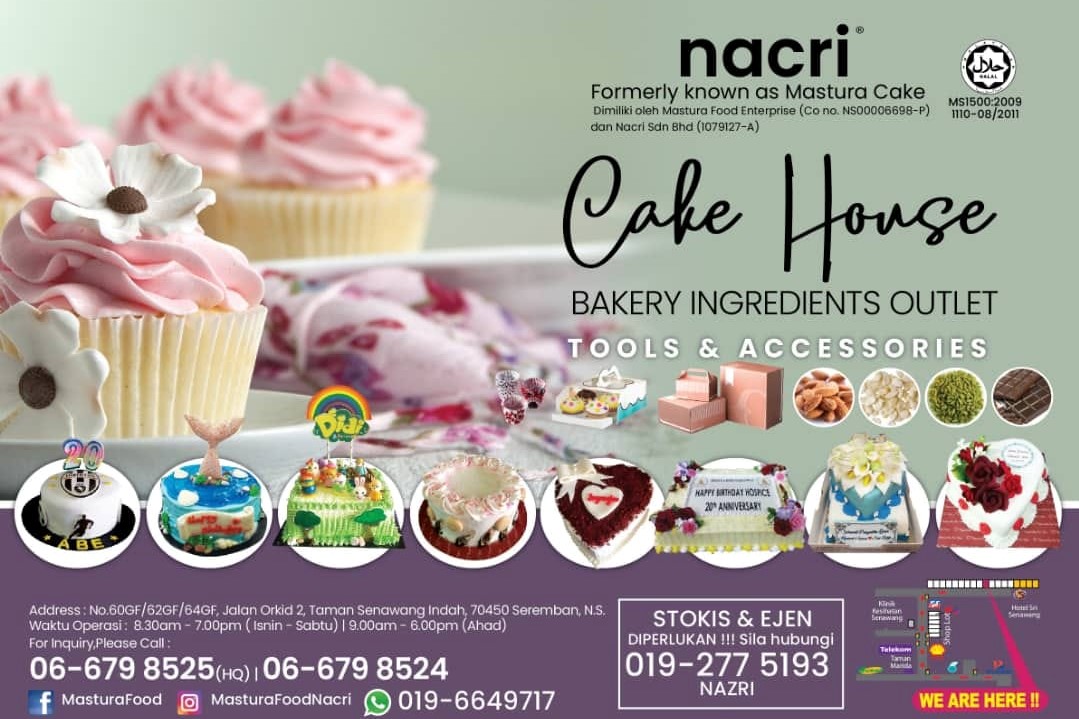 nacri®
Formerly known as Mastura Cake
Dimiliki oleh Mastura Food Enterprise (Co no. NS00006698-P)
dan Nacri Sdn Bhd (1079127-A)
حلال
HALAL
MS1500:2009
1110-08/2011
Cake House
BAKERY INGREDIENTS OUTLET
TOOLS & ACCESSORIES
20
ABE
Didi
HAPPY BIRTHDAY HOSPICE
20th ANNIVERSARY
Address : No.60GF/62GF/64GF, Jalan Orkid 2, Taman Senawang Indah, 70450 Seremban, N.S.
Waktu Operasi : 8.30am - 7.00pm ( Isnin - Sabtu) | 9.00am - 6.00pm (Ahad)
For Inquiry,Please Call :
06-679 8525(HQ) | 06-679 8524
MasturaFood MasturaFoodNacri 019-6649717
STOKIS & EJEN
DIPERLUKAN !!! Sila hubungi
019-277 5193
NAZRI
Klinik
Kesihatan
Senawang
Shop Lot
Hotel Sri
Senawang
Telekom
Taman
Marida
WE ARE HERE !!